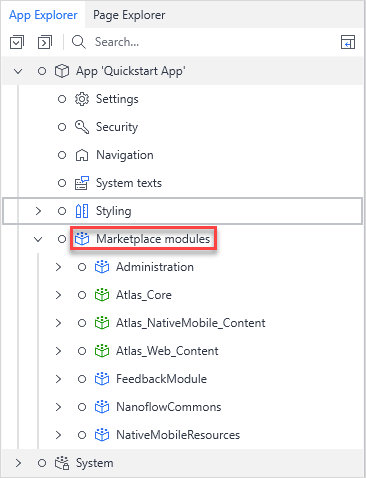 App Explorer Page Explorer
Search...
App 'Quickstart App'
Settings
Security
Navigation
System texts
Styling
Marketplace modules
Administration
Atlas_Core
Atlas_NativeMobile_Content
Atlas_Web_Content
FeedbackModule
NanoflowCommons
NativeMobileResources
System